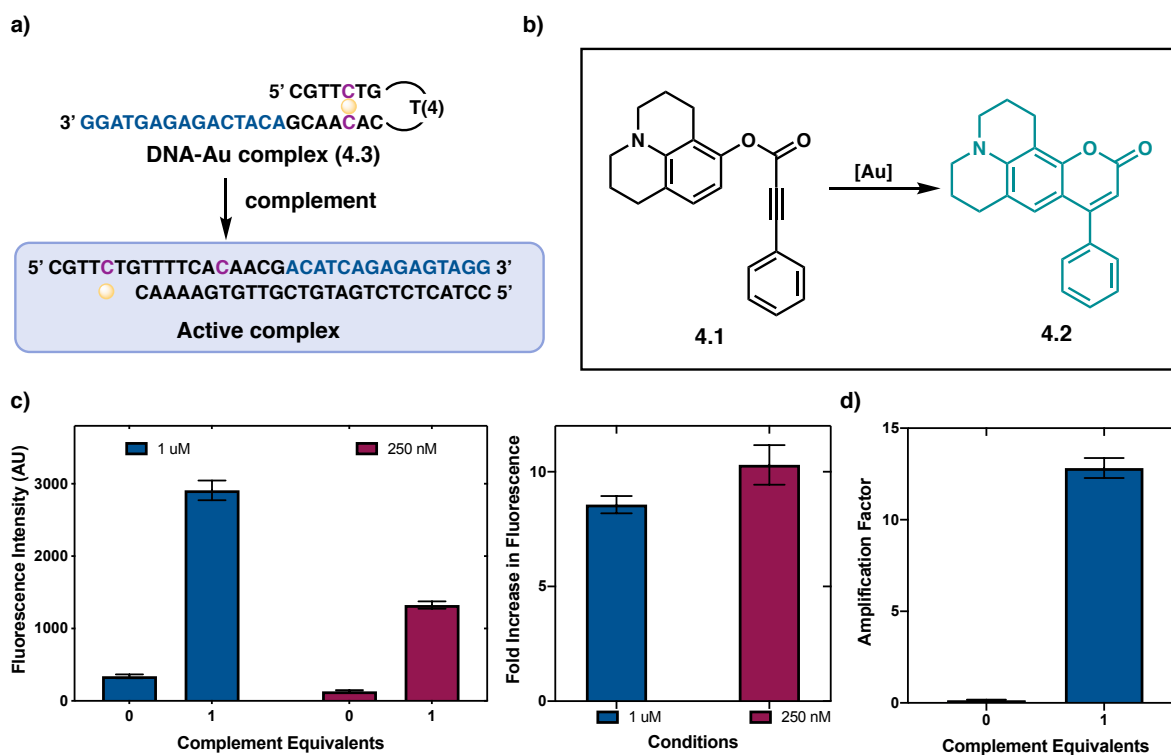 a)
5’ CGTTCTG
T(4)
3’ GGATGAGAGACTACAGCAACAC
DNA-Au complex (4.3)
complement
5’ CGTTCTGTTTTCACAACGACATCAGAGAGTAGG 3’
CAAAAGTGTTGCTGTAGTCTCTCATCC 5’
Active complex
b)
N
O
O
[Au]
N
O
O
4.1
4.2
c)
Fluorescence Intensity (AU)
3000
2000
1000
0
1 uM
250 nM
0
1
0
1
Complement Equivalents
Fold Increase in Fluorescence
10
5
0
1 uM
250 nM
Conditions
d)
Amplification Factor
15
10
5
0
0
1
Complement Equivalents